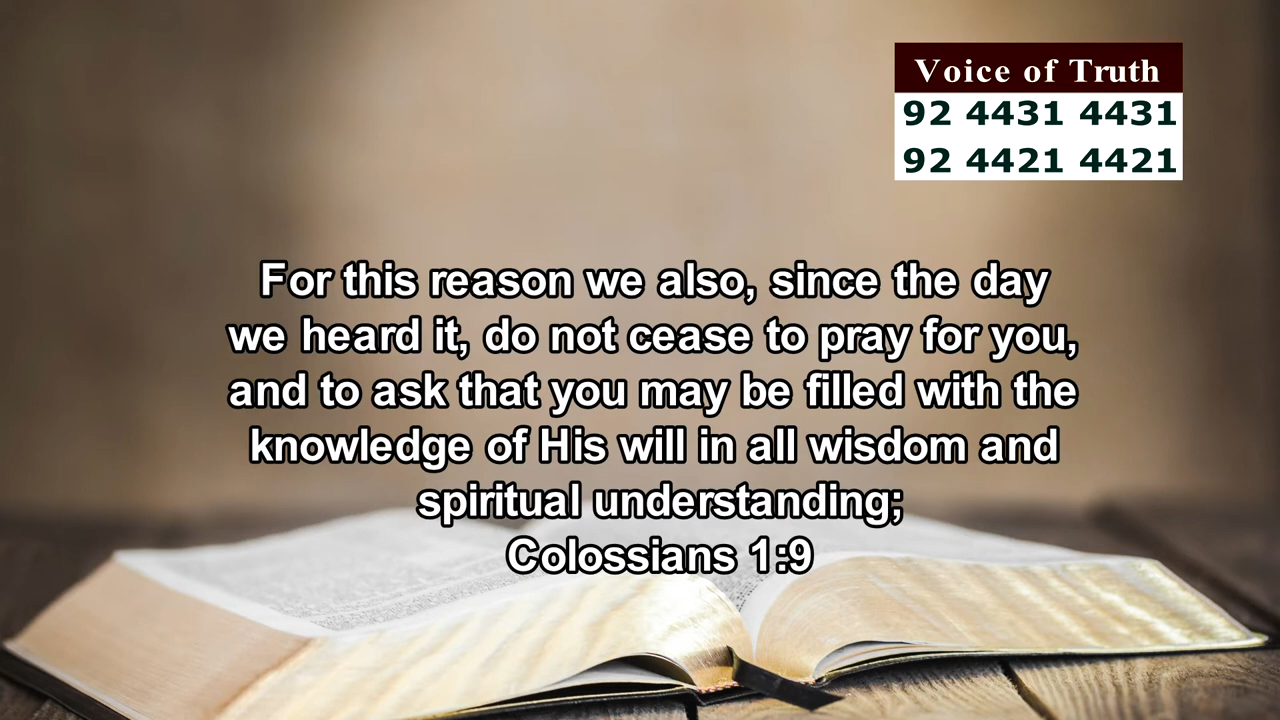 Voice of Truth
92 4431 4431
92 4421 4421
For this reason we also, since the day
we heard it, do not cease to pray for you,
and to ask that you may be filled with the
knowledge of His will in all wisdom and
spiritual understanding;
Colossians 1:9